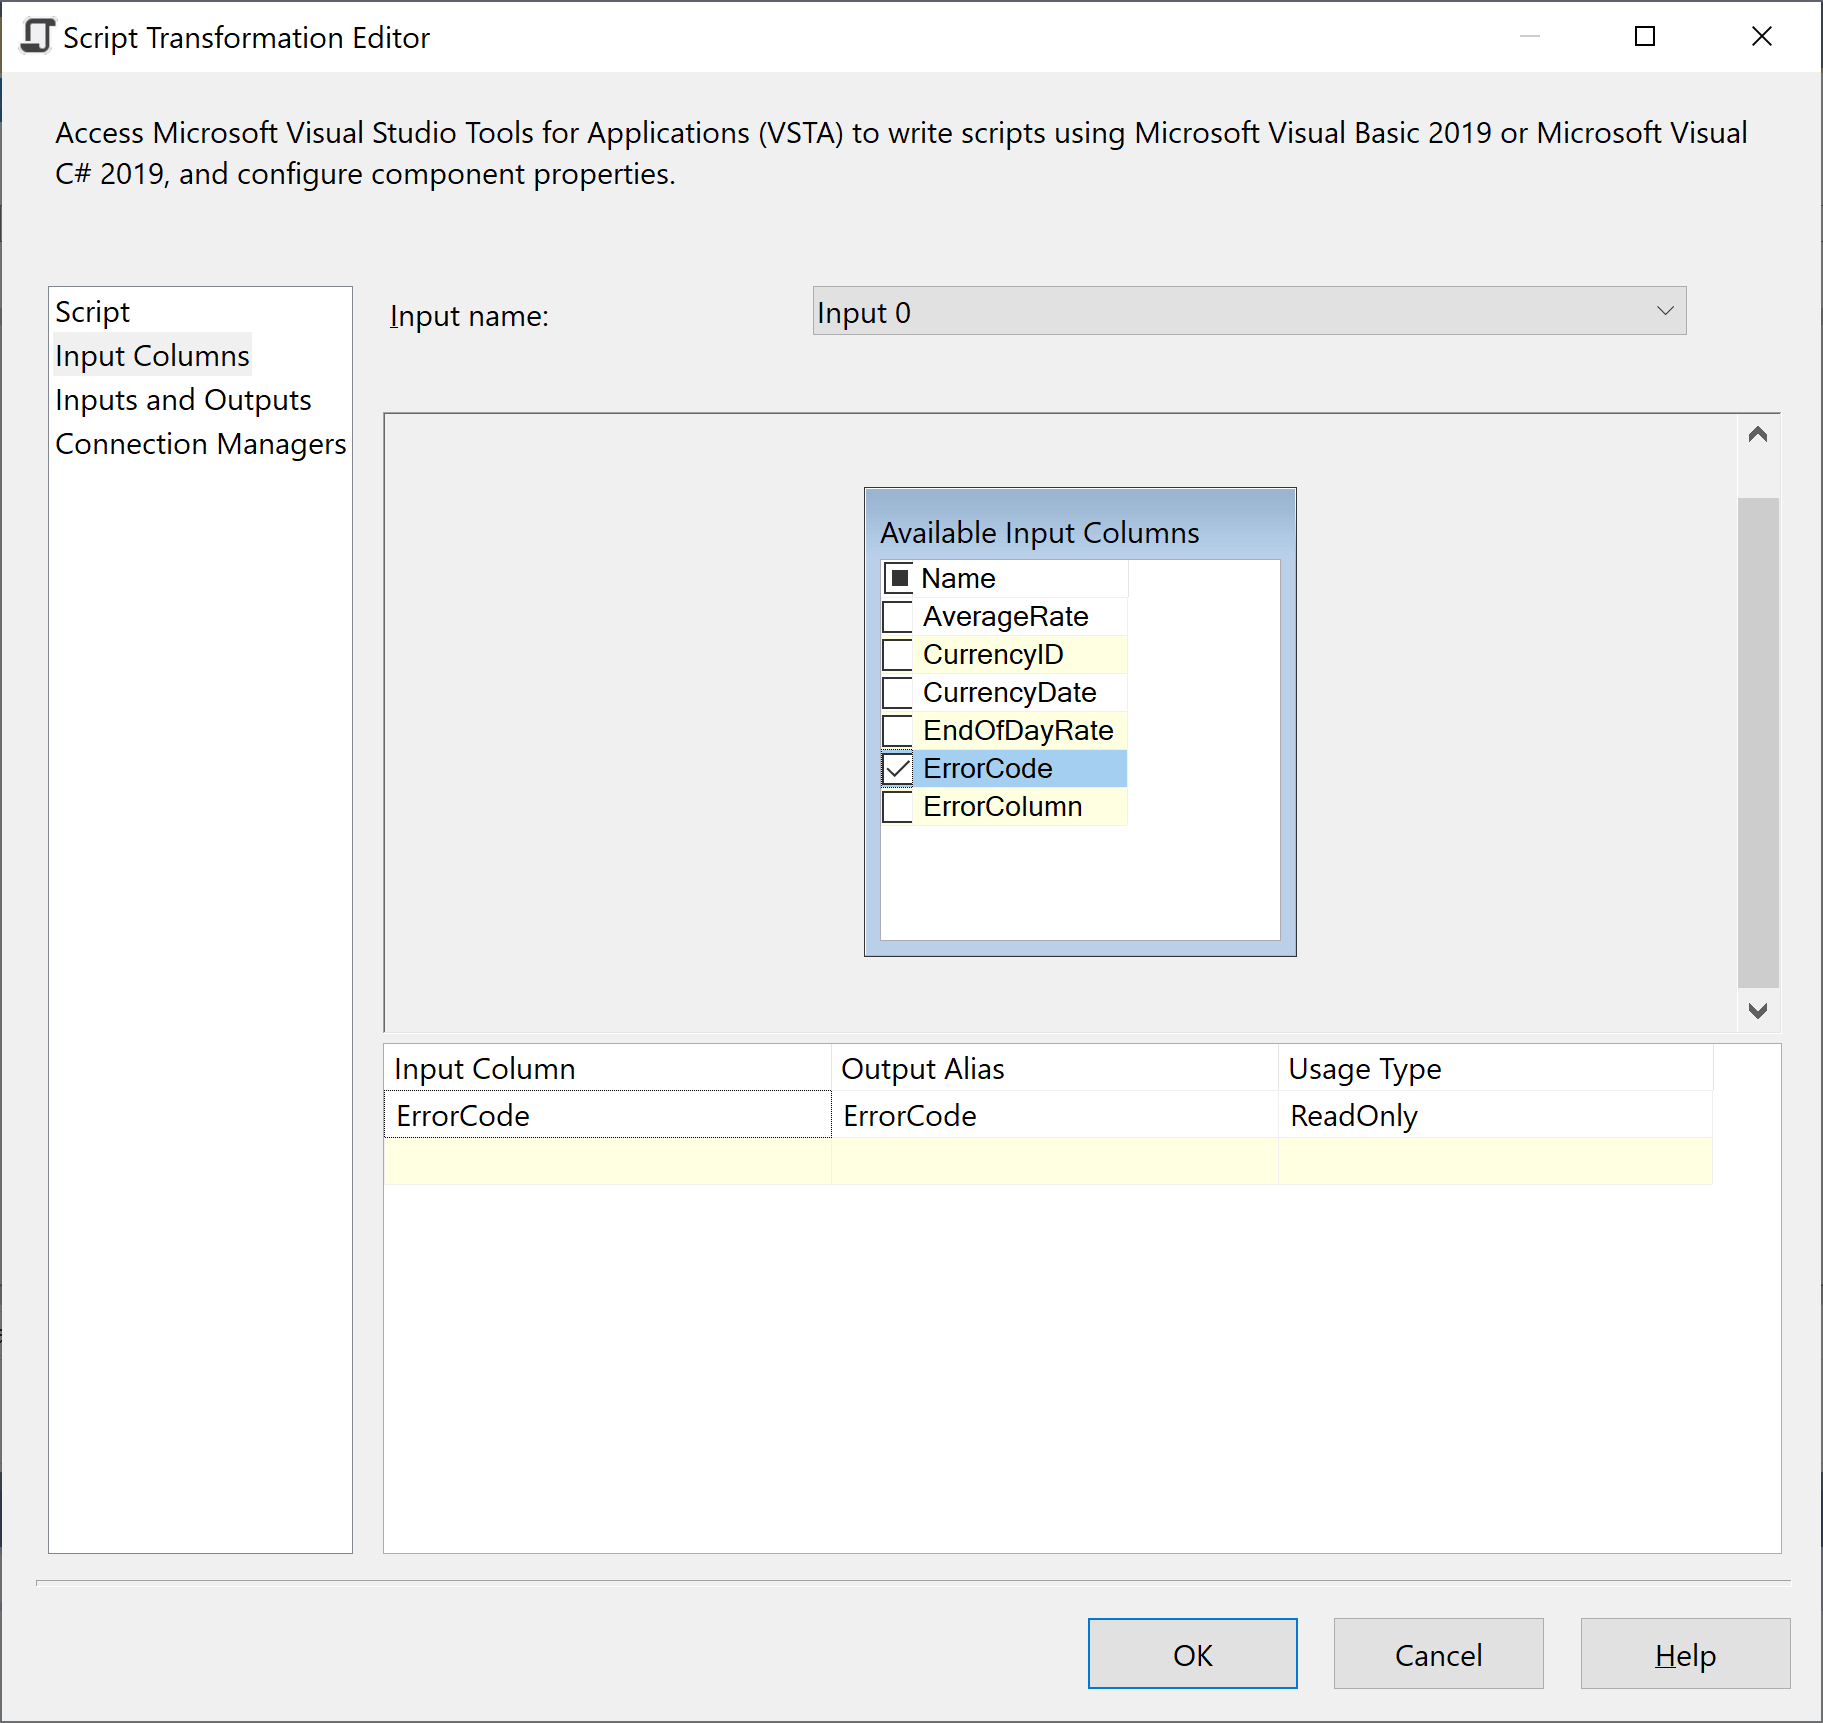 Script Transformation Editor
Access Microsoft Visual Studio Tools for Applications (VSTA) to write scripts using Microsoft Visual Basic 2019 or Microsoft Visual
C# 2019, and configure component properties.
Script
Input Columns
Inputs and Outputs
Connection Managers
Input name:
Input 0
Available Input Columns
Name
AverageRate
CurrencyID
CurrencyDate
EndOfDayRate
ErrorCode
ErrorColumn
Input Column Output Alias Usage Type
ErrorCode ErrorCode ReadOnly
OK Cancel Help